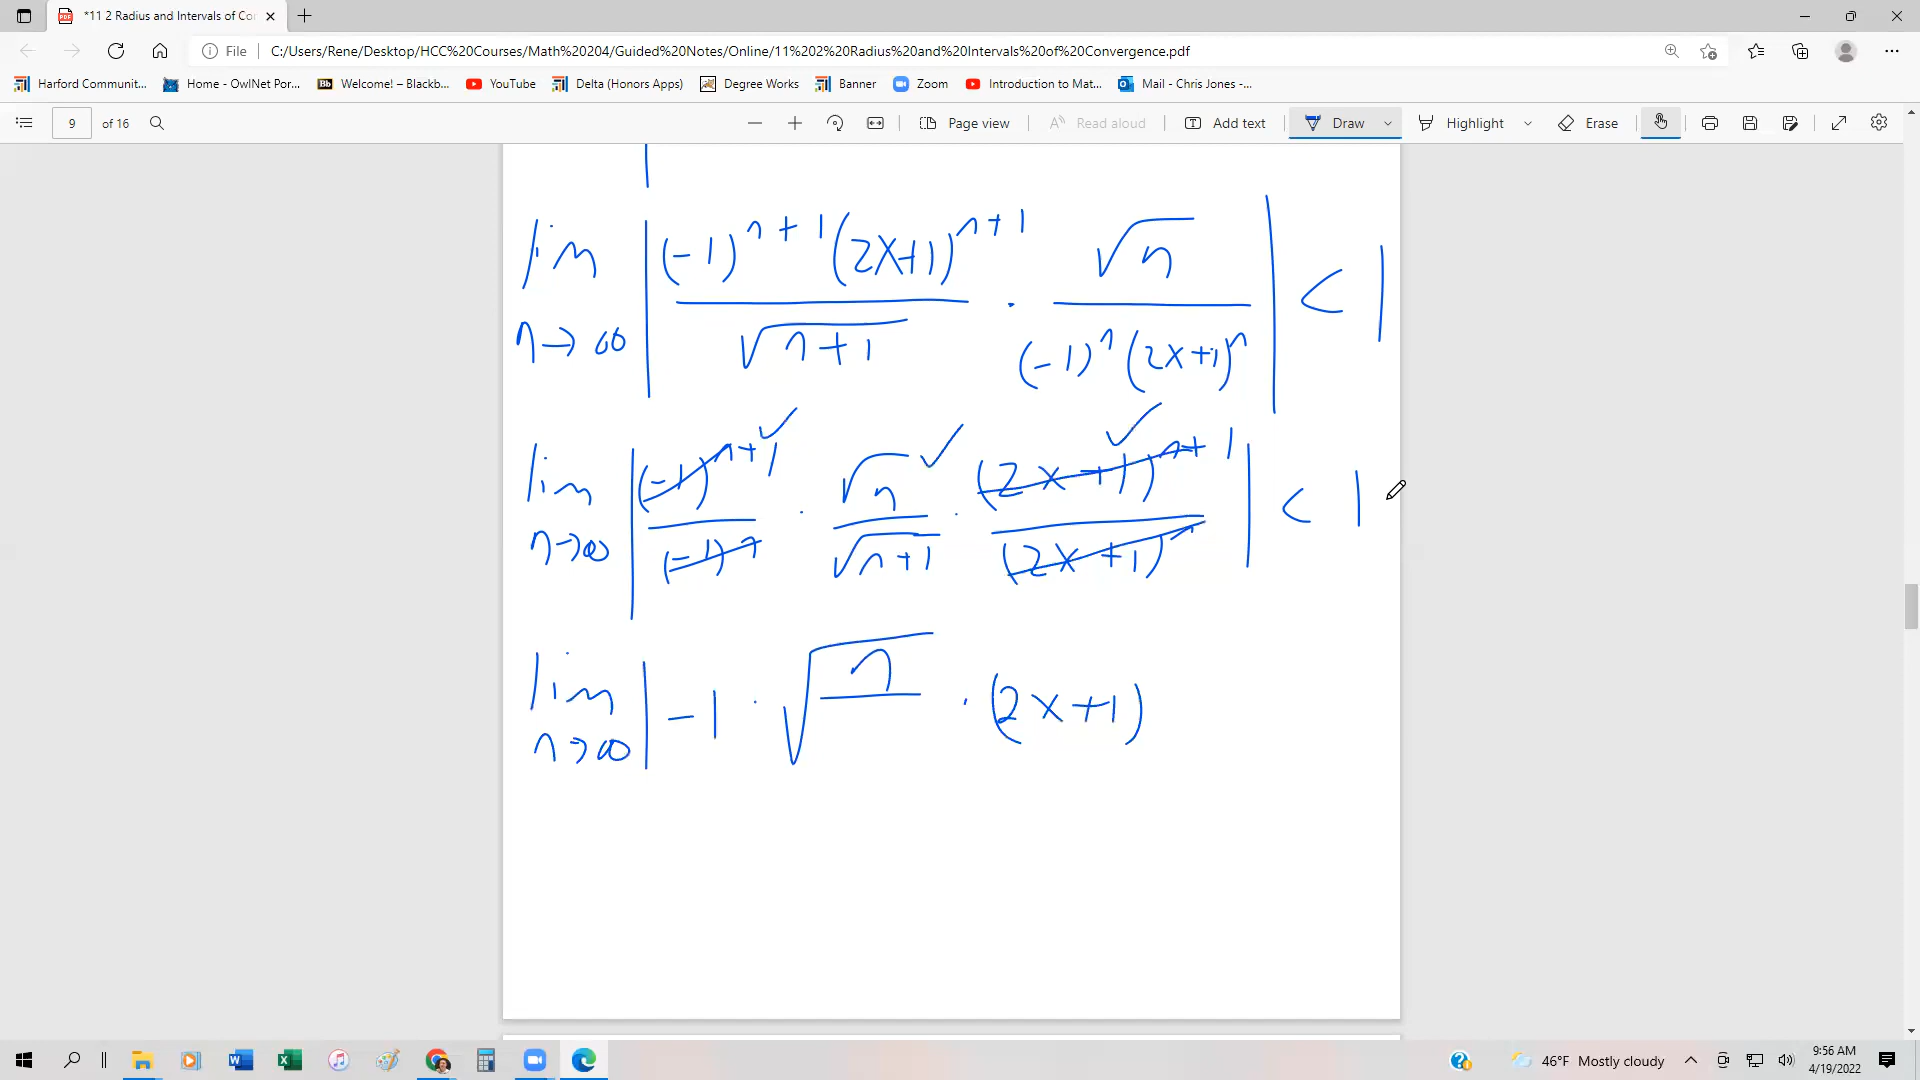 *11 2 Radius and Intervals of Co
File C:/Users/Rene/Desktop/HCC%20Courses/Math%20204/Guided%20Notes/Online/11%202%20Radius%20and%20Intervals%20of%20Convergence.pdf
Harford Communit... Home - OwlNet Por... Welcome! – Blackb... YouTube Delta (Honors Apps) Degree Works Banner Zoom Introduction to Mat... Mail - Chris Jones -...
9 of 16 Page view Read aloud Add text Draw Highlight Erase
lim n→∞ | (-1)^{n+1}(2x+1)^{n+1} / √(n+1) · √n / (-1)^n(2x+1)^n | < 1
lim n→∞ | (-1)^{n+1} / (-1)^n · √n / √(n+1) · (2x+1)^{n+1} / (2x+1)^n | < 1
lim n→∞ | -1 · √(n/ ) · (2x+1)
46°F Mostly cloudy
9:56 AM
4/19/2022